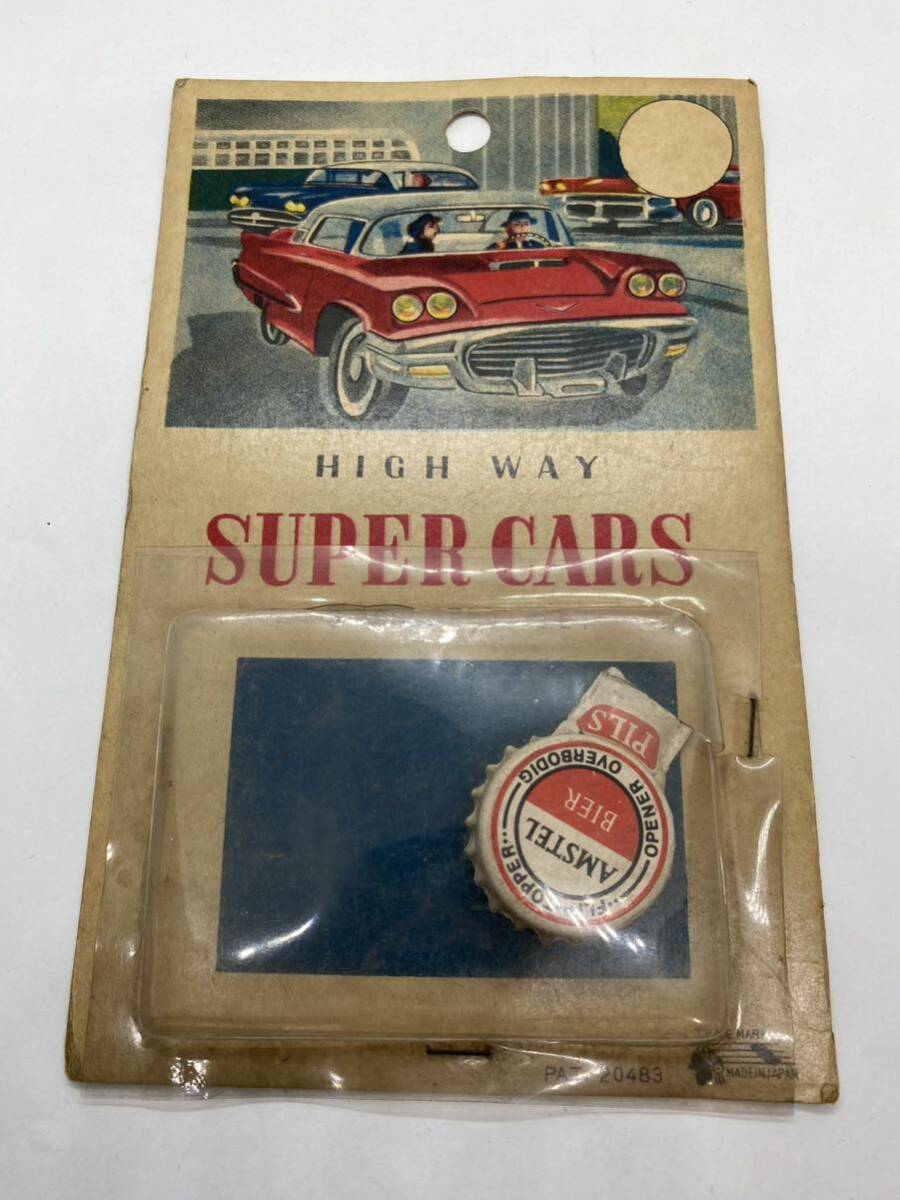 HIGH WAY
SUPER CARS
PILS
OPENER OVERBODIG
AMSTEL
BIER
PAT. 20483
MADE IN JAPAN